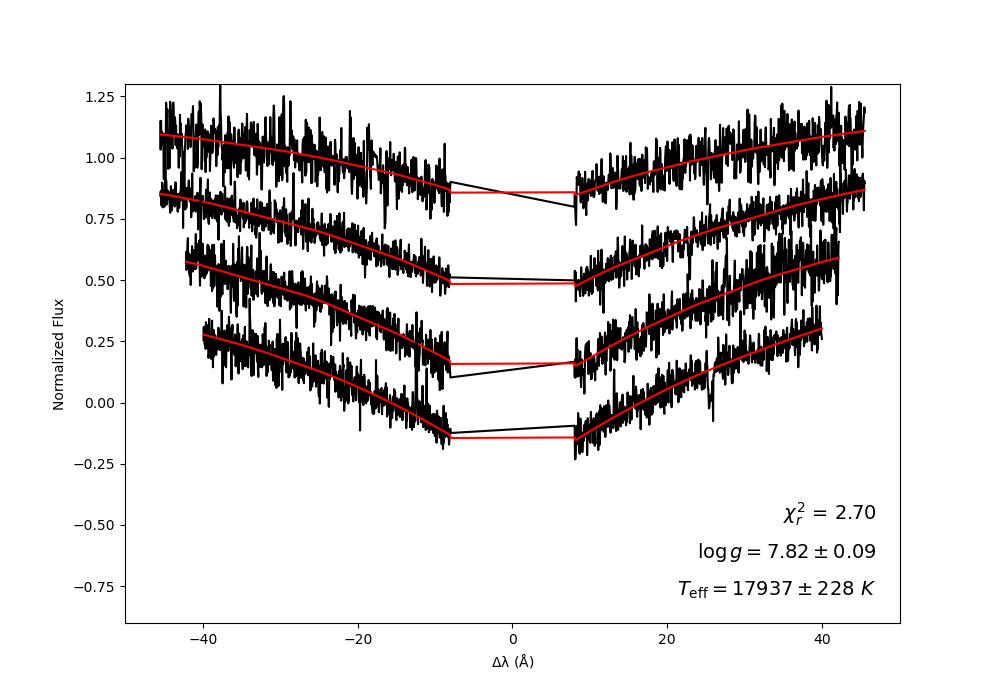 1.25
1.00
0.75
0.50
0.25
0.00
−0.25
−0.50
−0.75
Normalized Flux
χ²ᵣ = 2.70
log g = 7.82 ± 0.09
T_eff = 17937 ± 228 K
−40 −20 0 20 40
Δλ (Å)